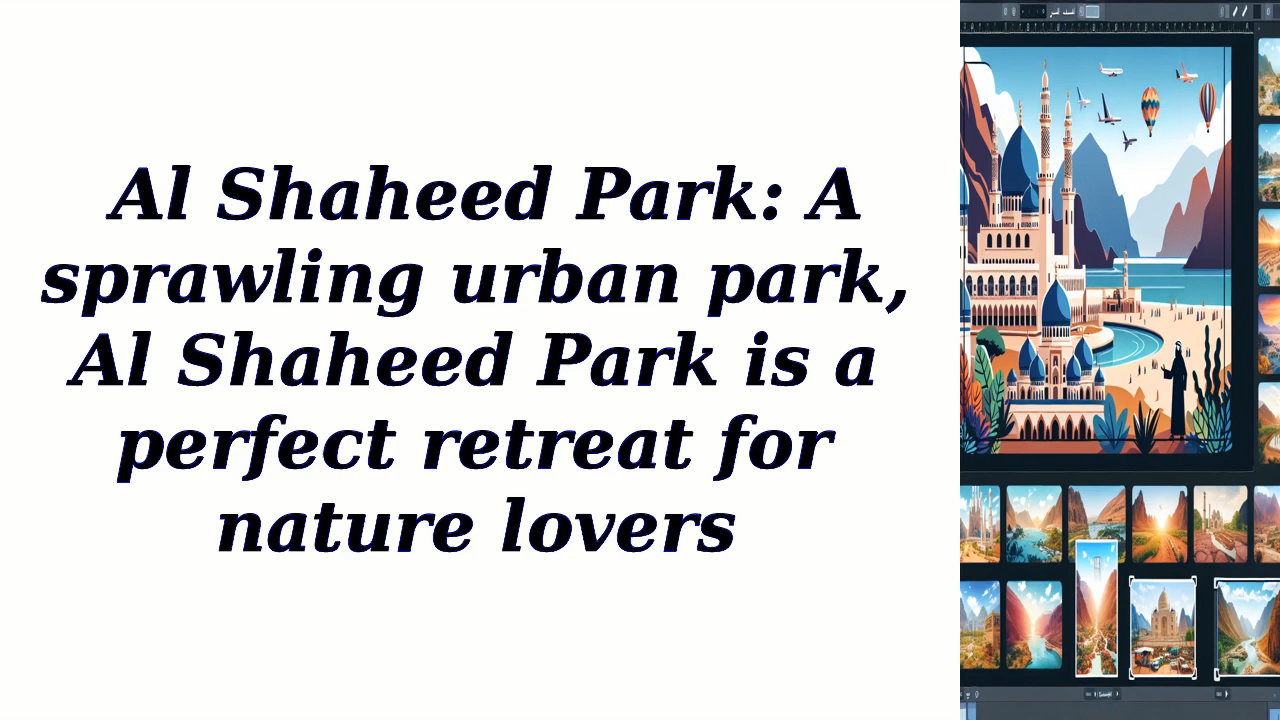 Al Shaheed Park: A
sprawling urban park,
Al Shaheed Park is a
perfect retreat for
nature lovers